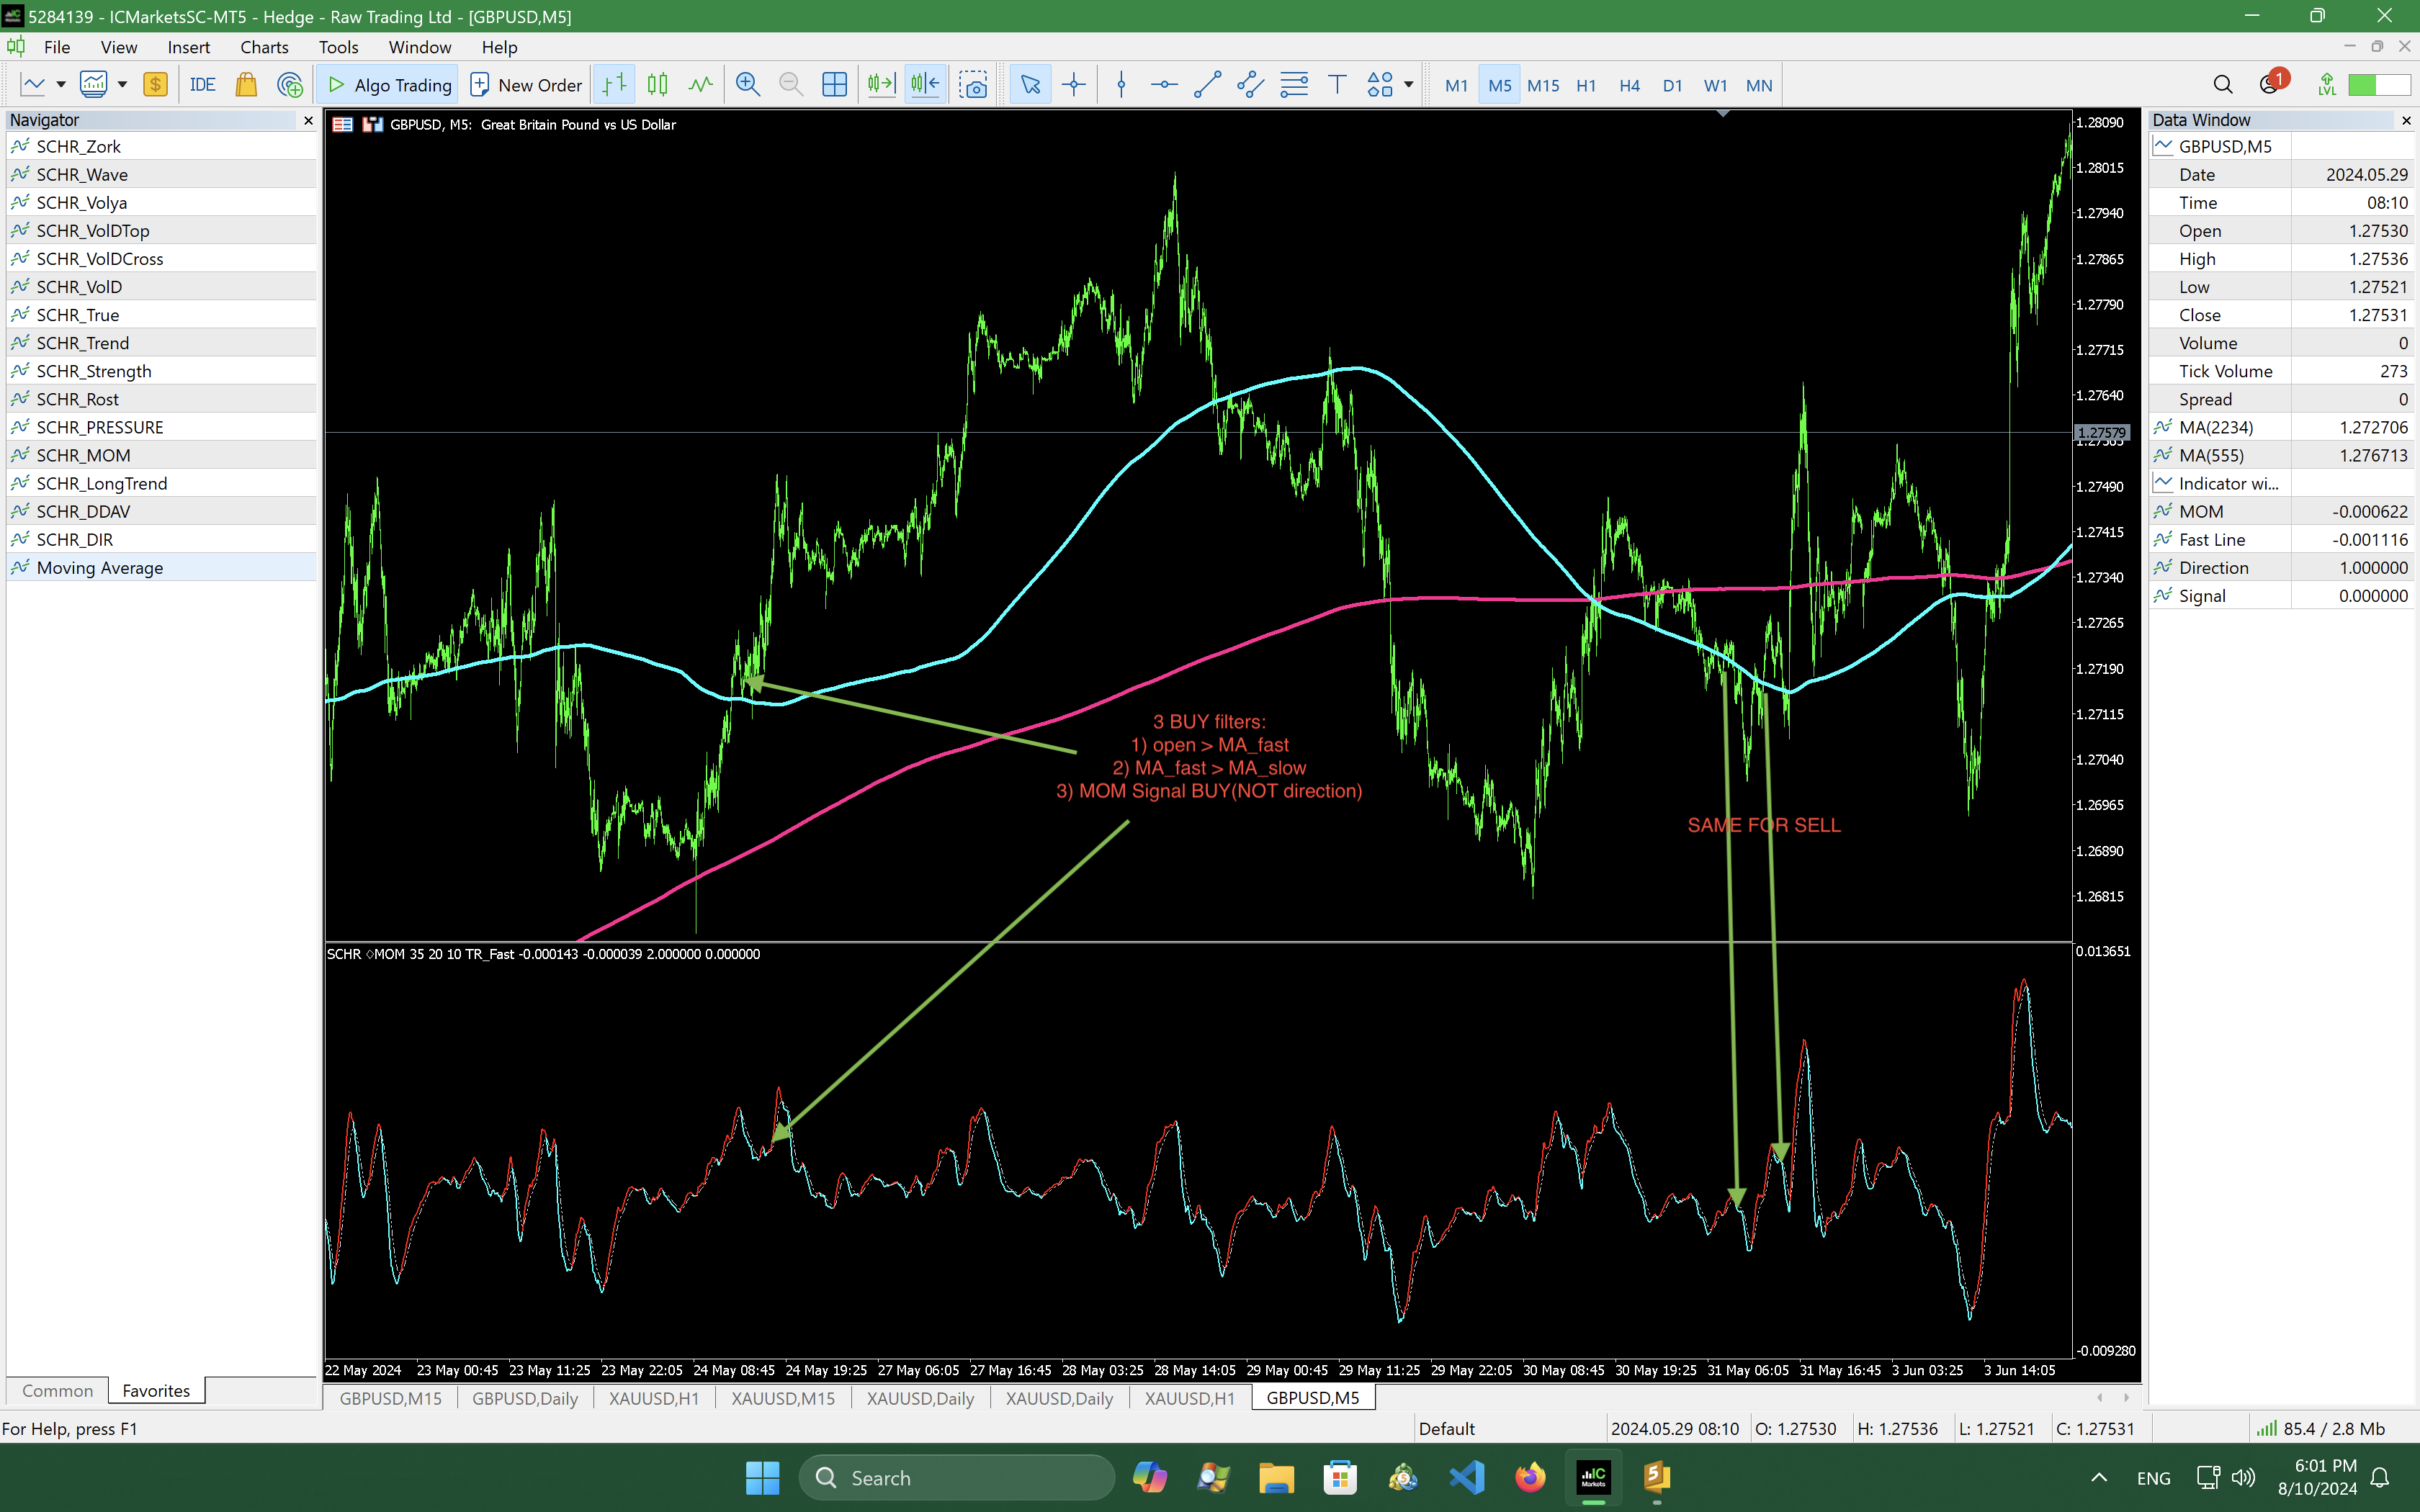 5284139 - ICMarketsSC-MT5 - Hedge - Raw Trading Ltd - [GBPUSD,M5]
File View Insert Charts Tools Window Help
IDE Algo Trading New Order M1 M5 M15 H1 H4 D1 W1 MN 1 LVL
Navigator
SCHR_Zork
SCHR_Wave
SCHR_Volya
SCHR_VolDTop
SCHR_VolDCross
SCHR_VolD
SCHR_True
SCHR_Trend
SCHR_Strength
SCHR_Rost
SCHR_PRESSURE
SCHR_MOM
SCHR_LongTrend
SCHR_DDAV
SCHR_DIR
Moving Average
Common Favorites
GBPUSD, M5: Great Britain Pound vs US Dollar
3 BUY filters:
1) open > MA_fast
2) MA_fast > MA_slow
3) MOM Signal BUY(NOT direction)
SAME FOR SELL
1.28090
1.28015
1.27940
1.27865
1.27790
1.27715
1.27640
1.27579
1.27565
1.27490
1.27415
1.27340
1.27265
1.27190
1.27115
1.27040
1.26965
1.26890
1.26815
SCHR ◇MOM 35 20 10 TR_Fast -0.000143 -0.000039 2.000000 0.000000
0.013651
-0.009280
22 May 2024 23 May 00:45 23 May 11:25 23 May 22:05 24 May 08:45 24 May 19:25 27 May 06:05 27 May 16:45 28 May 03:25 28 May 14:05 29 May 00:45 29 May 11:25 29 May 22:05 30 May 08:45 30 May 19:25 31 May 06:05 31 May 16:45 3 Jun 03:25 3 Jun 14:05
GBPUSD,M15 GBPUSD,Daily XAUUSD,H1 XAUUSD,M15 XAUUSD,Daily XAUUSD,Daily XAUUSD,H1 GBPUSD,M5
Data Window
GBPUSD,M5
Date 2024.05.29
Time 08:10
Open 1.27530
High 1.27536
Low 1.27521
Close 1.27531
Volume 0
Tick Volume 273
Spread 0
MA(2234) 1.272706
MA(555) 1.276713
Indicator wi...
MOM -0.000622
Fast Line -0.001116
Direction 1.000000
Signal 0.000000
For Help, press F1 Default 2024.05.29 08:10 O: 1.27530 H: 1.27536 L: 1.27521 C: 1.27531 85.4 / 2.8 Mb
Search IC Markets 5 ENG 6:01 PM
8/10/2024